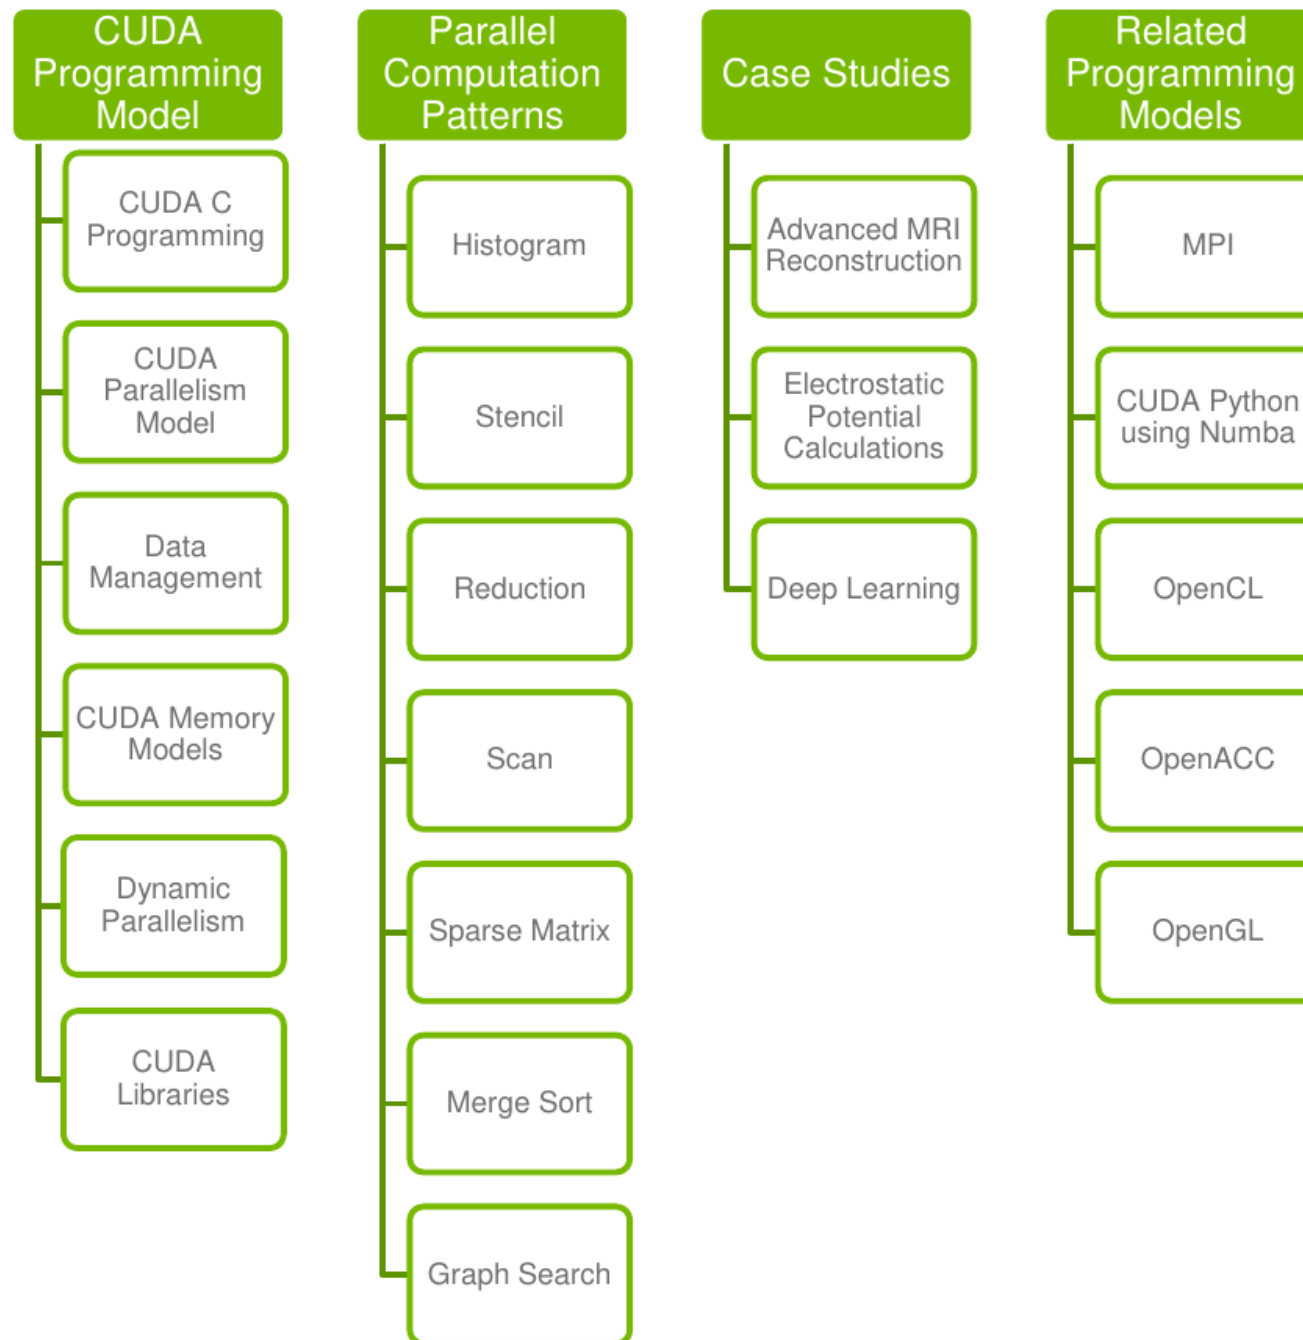 CUDA
Programming
Model
CUDA C
Programming
CUDA
Parallelism
Model
Data
Management
CUDA Memory
Models
Dynamic
Parallelism
CUDA
Libraries
Parallel
Computation
Patterns
Histogram
Stencil
Reduction
Scan
Sparse Matrix
Merge Sort
Graph Search
Case Studies
Advanced MRI
Reconstruction
Electrostatic
Potential
Calculations
Deep Learning
Related
Programming
Models
MPI
CUDA Python
using Numba
OpenCL
OpenACC
OpenGL